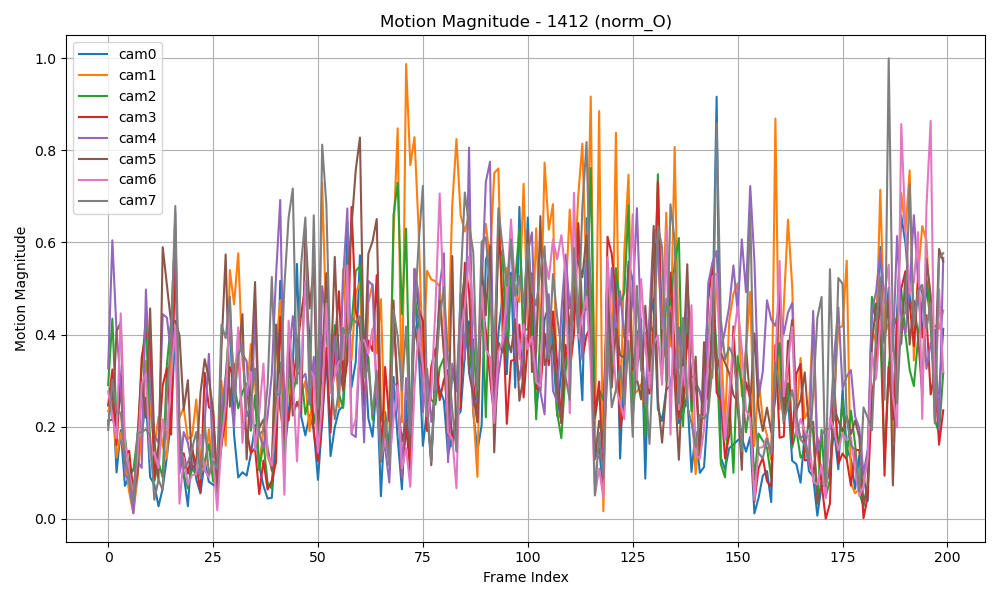 Motion Magnitude - 1412 (norm_O)
1.0
0.8
0.6
0.4
0.2
0.0
Motion Magnitude
cam0
cam1
cam2
cam3
cam4
cam5
cam6
cam7
0 25 50 75 100 125 150 175 200
Frame Index